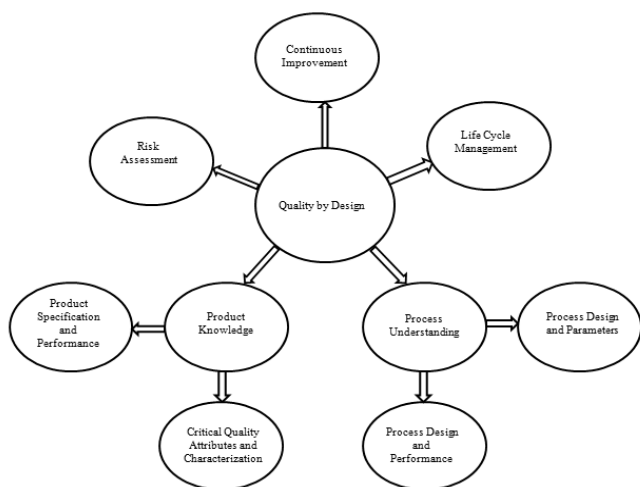 Continuous
Improvement
Risk
Assessment
Life Cycle
Management
Quality by Design
Product
Specification
and
Performance
Product
Knowledge
Process
Understanding
Process Design
and Parameters
Critical Quality
Attributes and
Characterization
Process Design
and
Performance